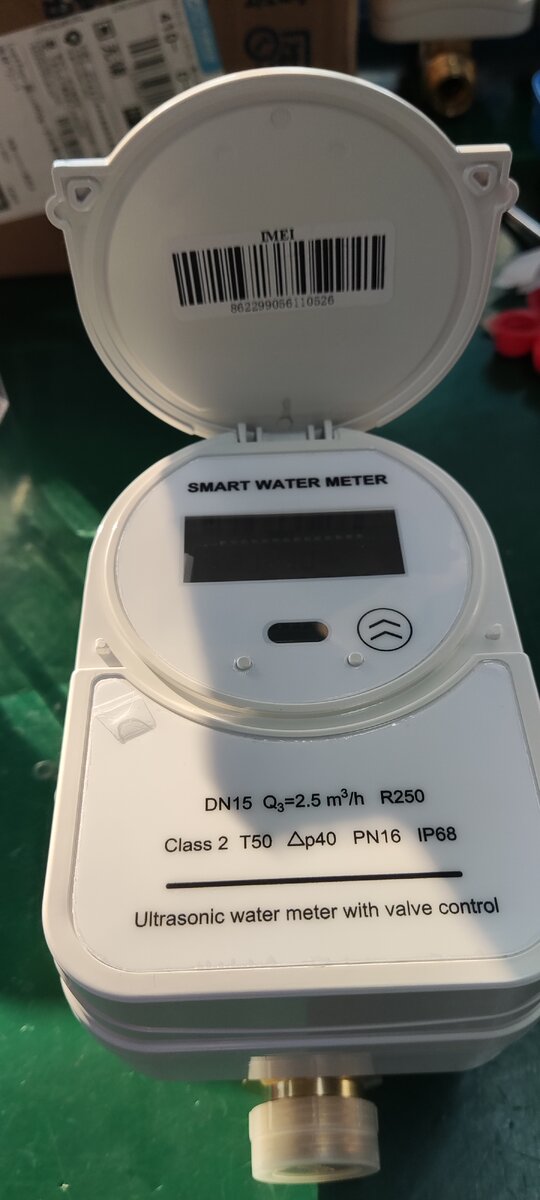 IMEI
862299056110526
SMART WATER METER
DN15 Q₃=2.5 m³/h R250
Class 2 T50 △p40 PN16 IP68
Ultrasonic water meter with valve control